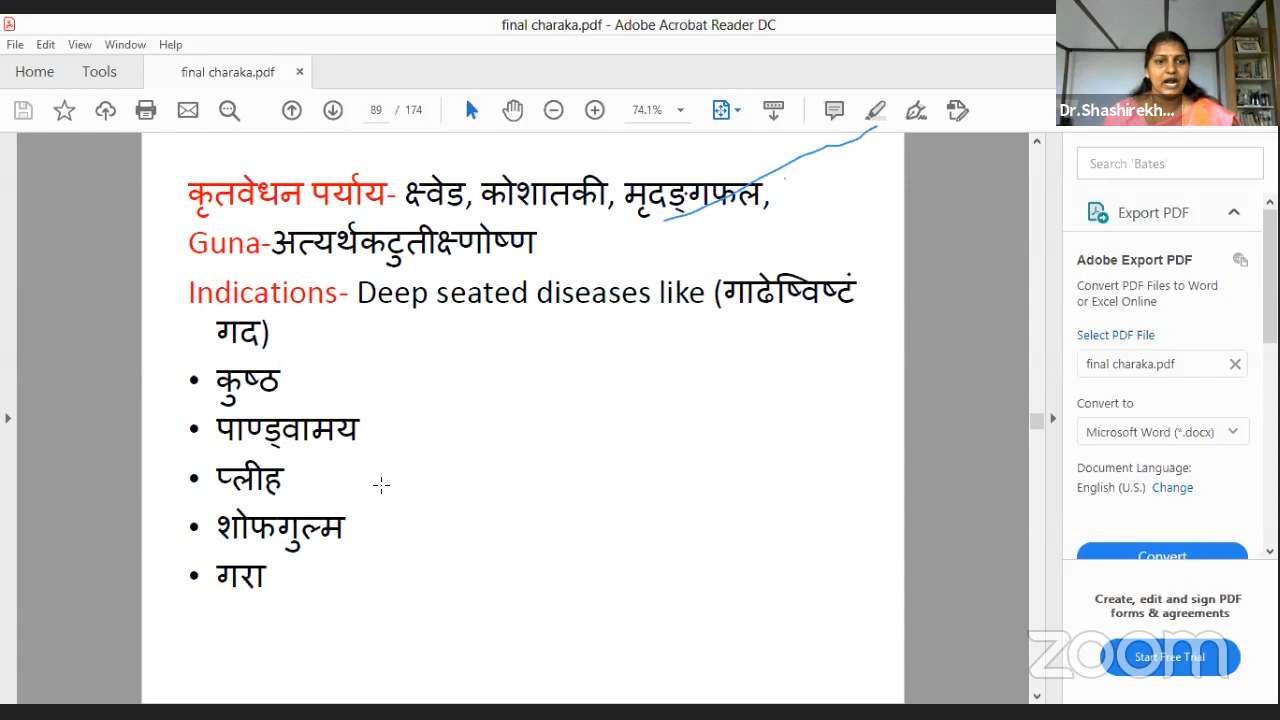 final charaka.pdf - Adobe Acrobat Reader DC
File Edit View Window Help
Home Tools final charaka.pdf ×
89 / 174 74.1%
Dr.Shashirekh...
कृतवेधन पर्याय- क्ष्वेड, कोशातकी, मृदङ्गफल,
Guna-अत्यर्थकटुतीक्ष्णोष्ण
Indications- Deep seated diseases like (गाढेष्विष्टं
गद)
• कुष्ठ
• पाण्ड्वामय
• प्लीह
• शोफगुल्म
• गरा
Search 'Bates'
Export PDF
Adobe Export PDF
Convert PDF Files to Word
or Excel Online
Select PDF File
final charaka.pdf
Convert to
Microsoft Word (*.docx)
Document Language:
English (U.S.) Change
Convert
Create, edit and sign PDF
forms & agreements
Start Free Trial
zoom